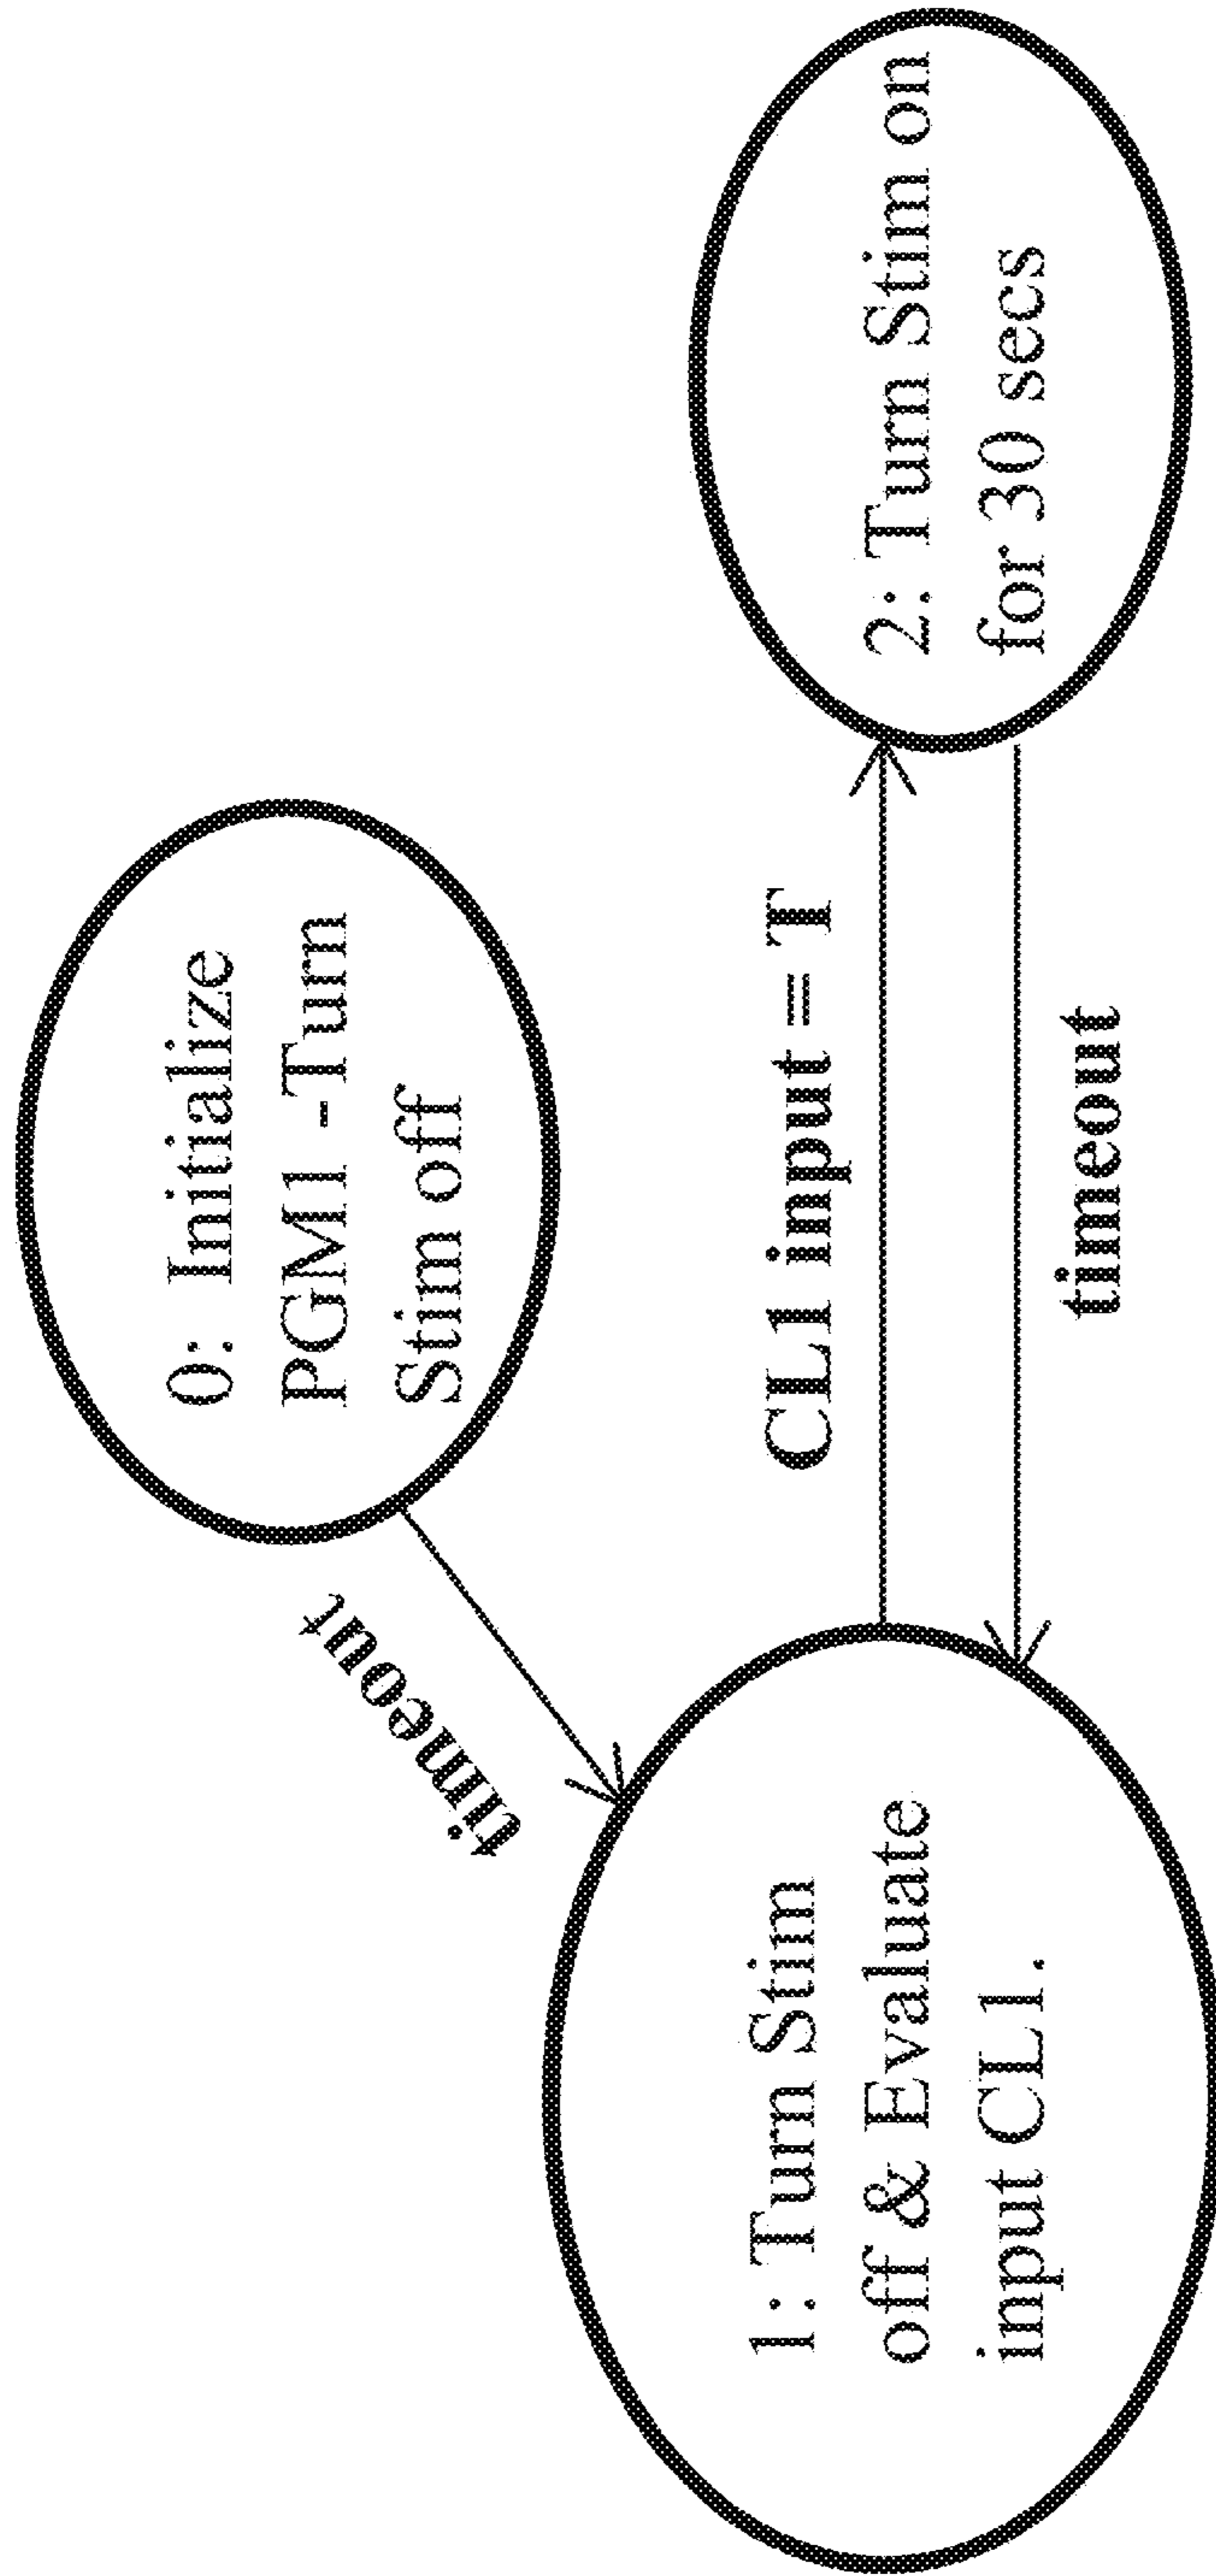 0: Initialize
PGM1 -Turn
Stim off
timeout
1: Turn Stim
off & Evaluate
input CL1.
CL1 input = T
timeout
2: Turn Stim on
for 30 secs